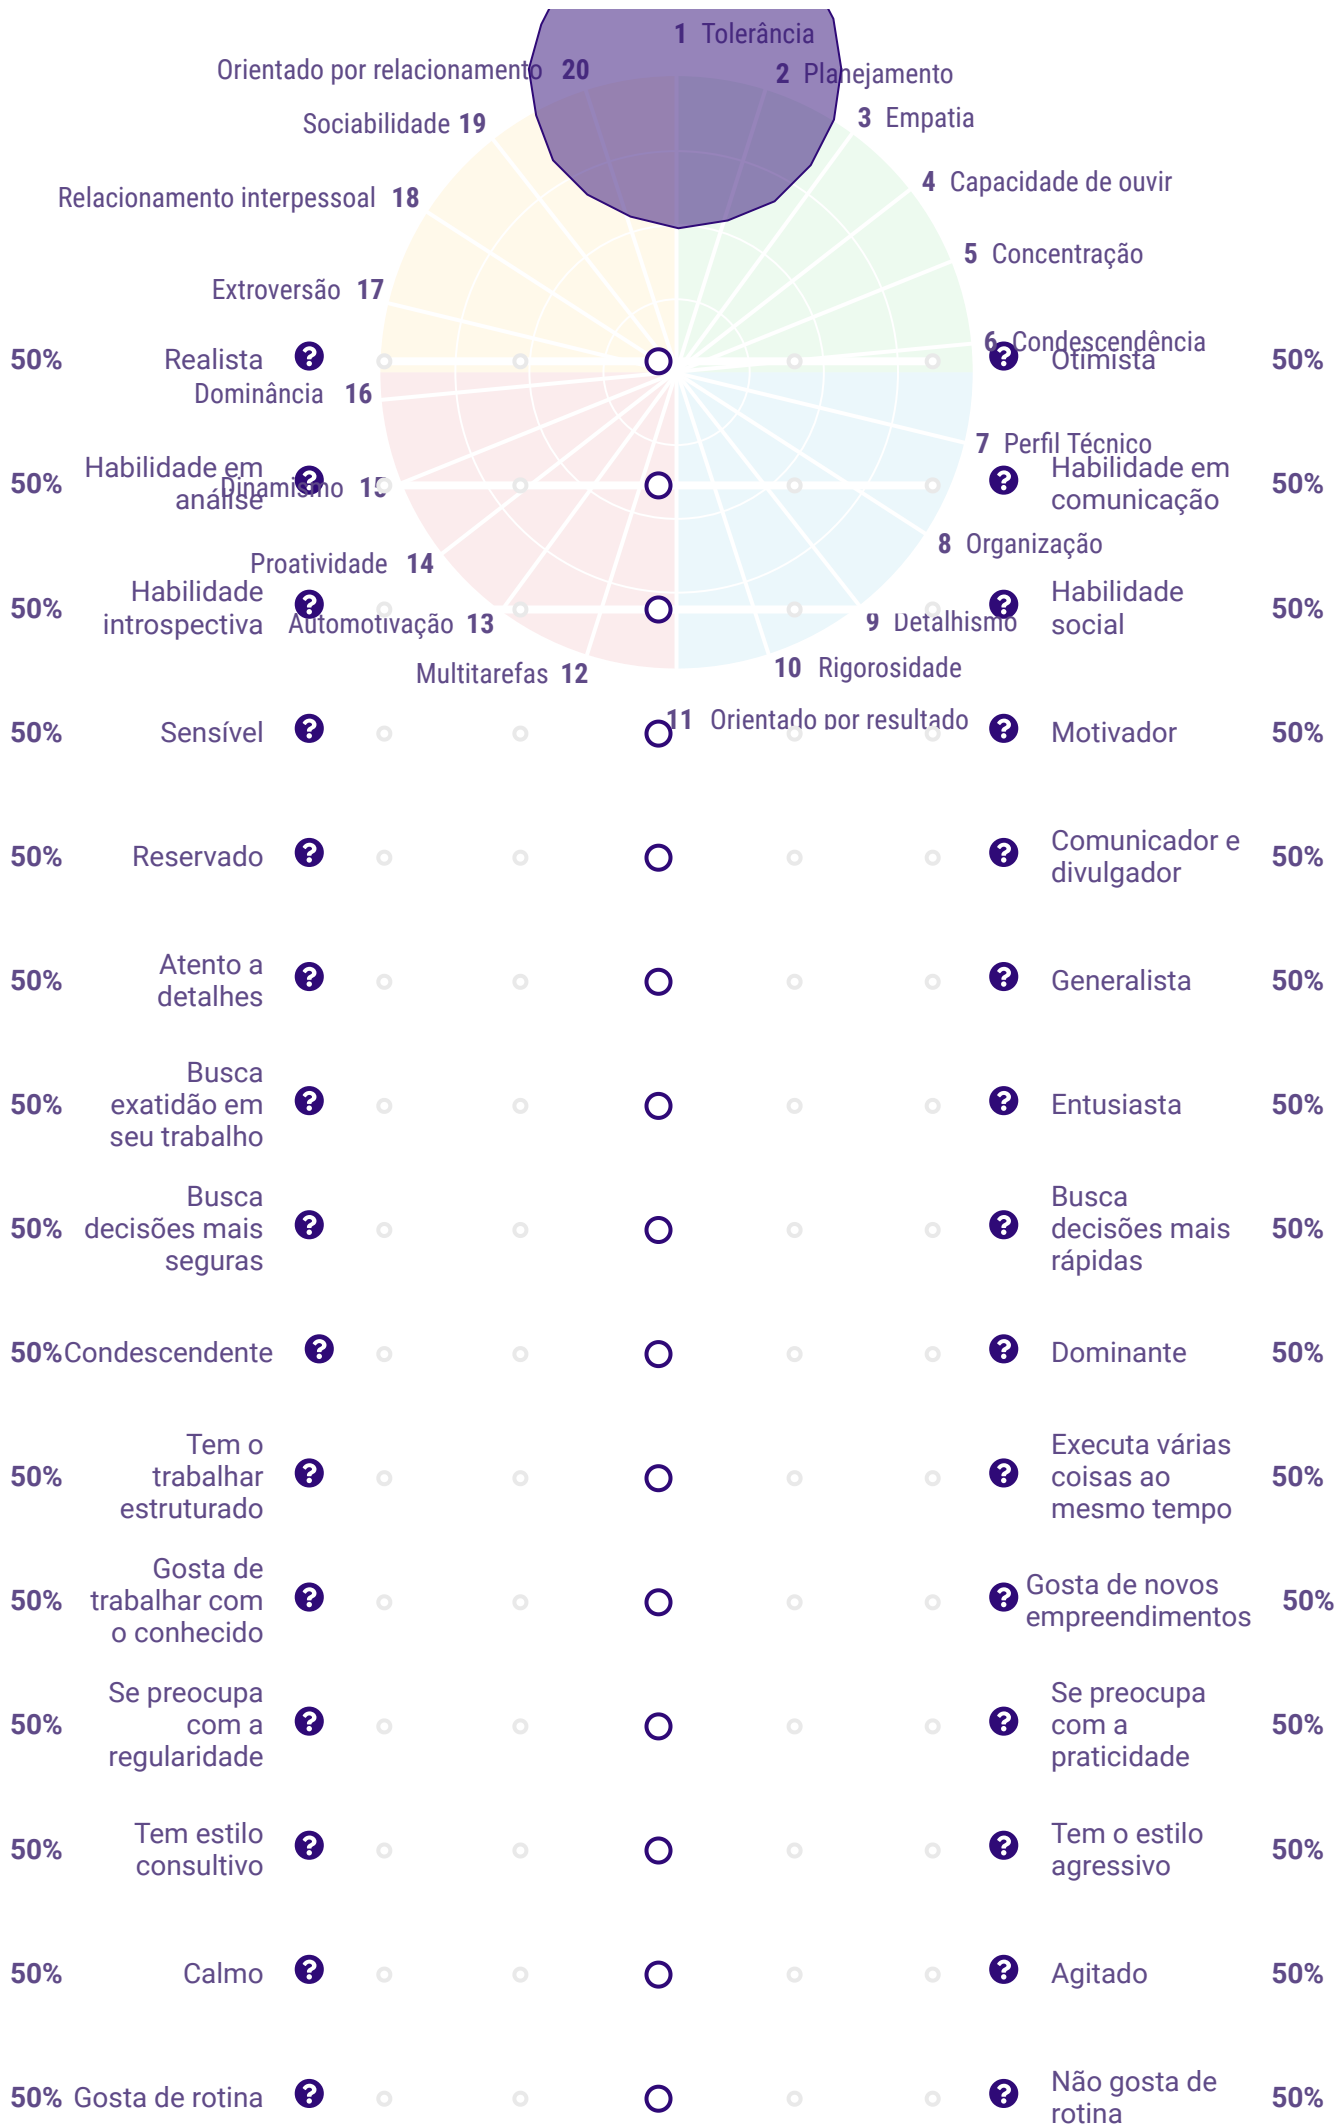 1 Tolerância
Orientado por relacionamento 20
2 Planejamento
3 Empatia
Sociabilidade 19
4 Capacidade de ouvir
Relacionamento interpessoal 18
5 Concentração
Extroversão 17
6 Condescendência
50% Realista ? ? Otimista 50%
Dominância 16
7 Perfil Técnico
50% Habilidade em análise ? ? Habilidade em comunicação 50%
Dinamismo 15
8 Organização
Proatividade 14
50% Habilidade introspectiva ? ? Habilidade social 50%
9 Detalhismo
Automotivação 13
10 Rigorosidade
Multitarefas 12
11 Orientado por resultado
50% Sensível ? ? Motivador 50%
50% Reservado ? ? Comunicador e divulgador 50%
50% Atento a detalhes ? ? Generalista 50%
50% Busca exatidão em seu trabalho ? ? Entusiasta 50%
50% Busca decisões mais seguras ? ? Busca decisões mais rápidas 50%
50% Condescendente ? ? Dominante 50%
50% Tem o trabalhar estruturado ? ? Executa várias coisas ao mesmo tempo 50%
50% Gosta de trabalhar com o conhecido ? ? Gosta de novos empreendimentos 50%
50% Se preocupa com a regularidade ? ? Se preocupa com a praticidade 50%
50% Tem estilo consultivo ? ? Tem o estilo agressivo 50%
50% Calmo ? ? Agitado 50%
50% Gosta de rotina ? ? Não gosta de rotina 50%